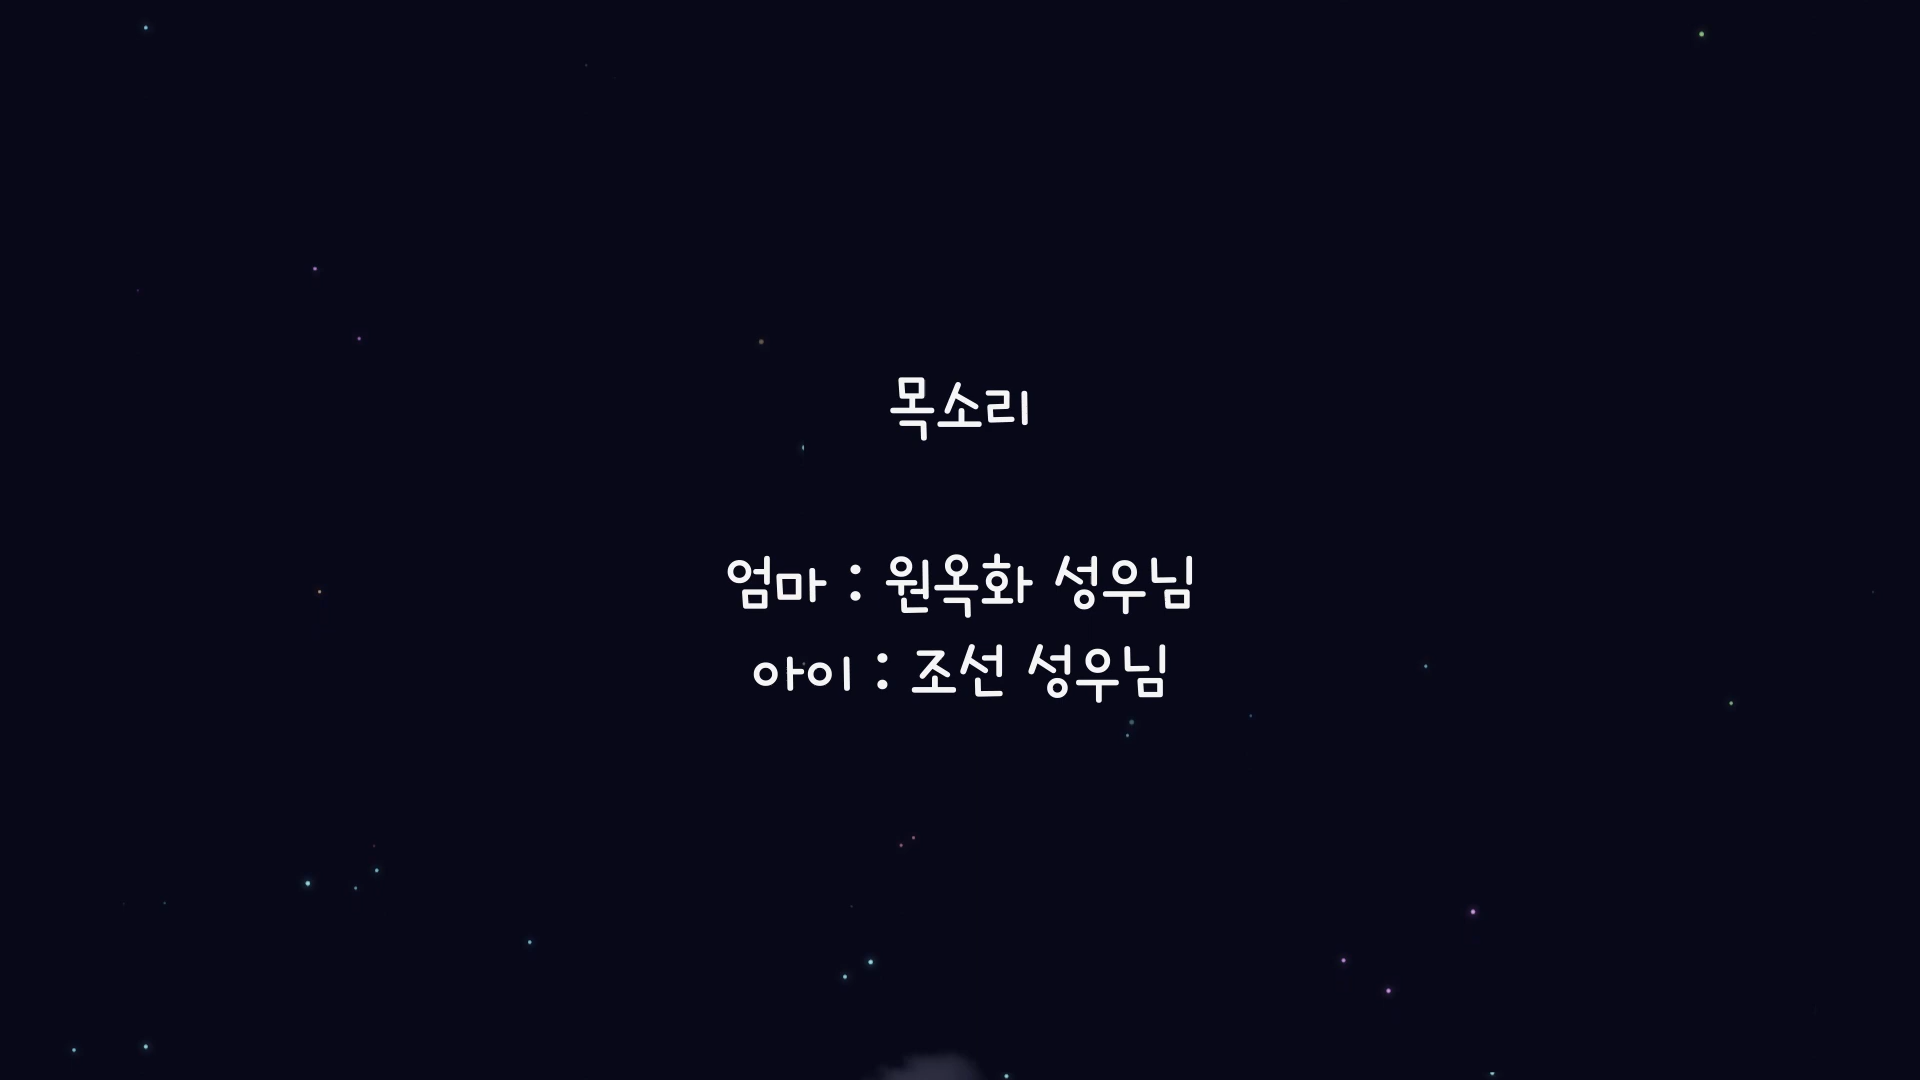 목소리
엄마 : 원옥화 성우님
아이 : 조선 성우님